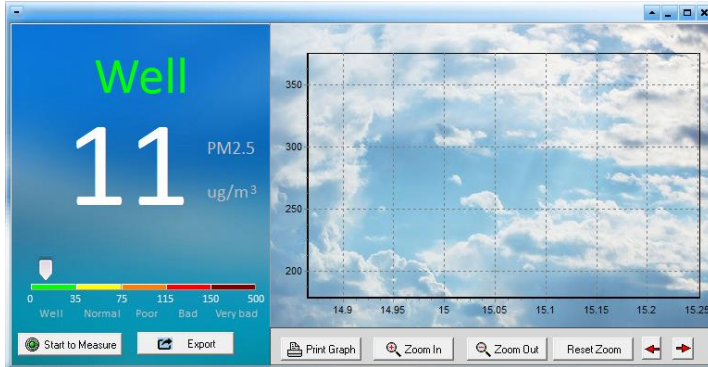 Well
11
PM2.5
ug/m³
0 35 75 115 150 500
Well Normal Poor Bad Very bad
Start to Measure Export
350
300
250
200
14.9 14.95 15 15.05 15.1 15.15 15.2 15.25
Print Graph Zoom In Zoom Out Reset Zoom